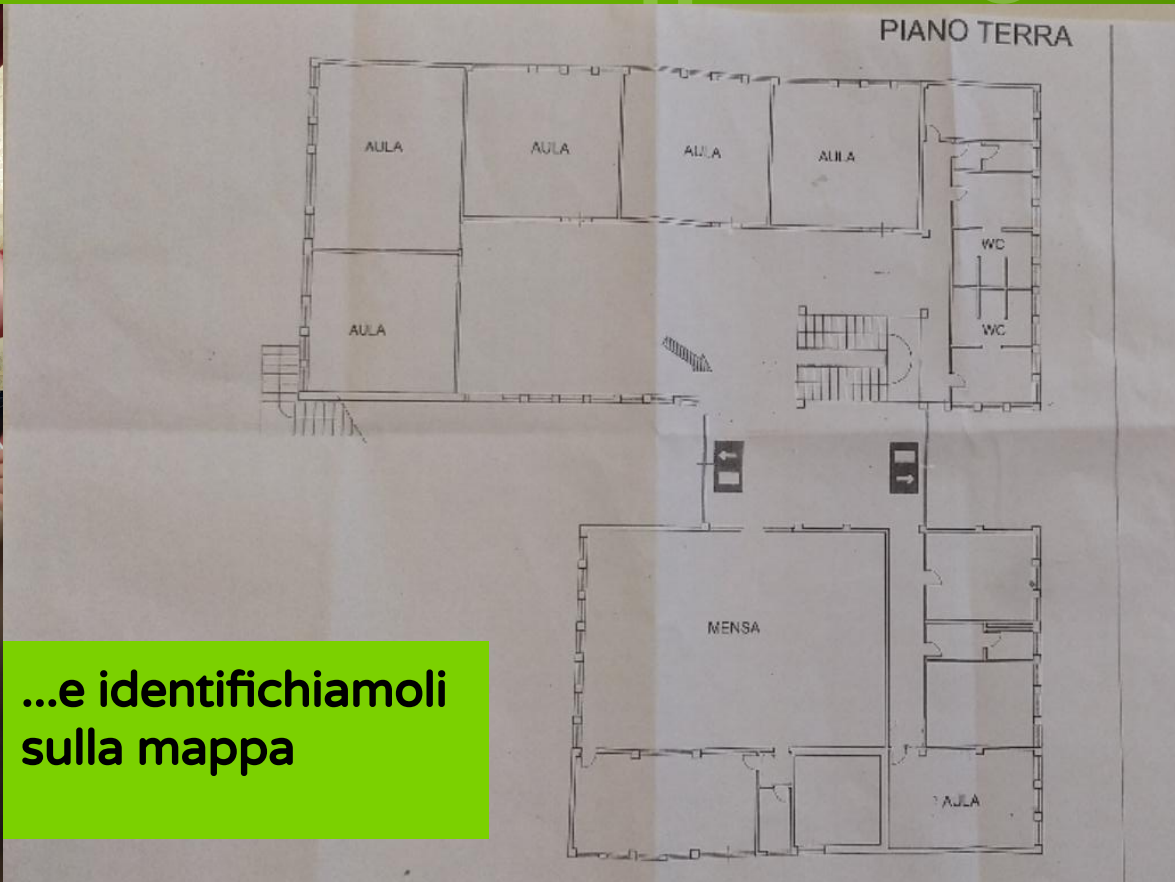 PIANO TERRA
AULA
AULA
AULA
AULA
WC
AULA
WC
MENSA
...e identifichiamoli
sulla mappa
AULA